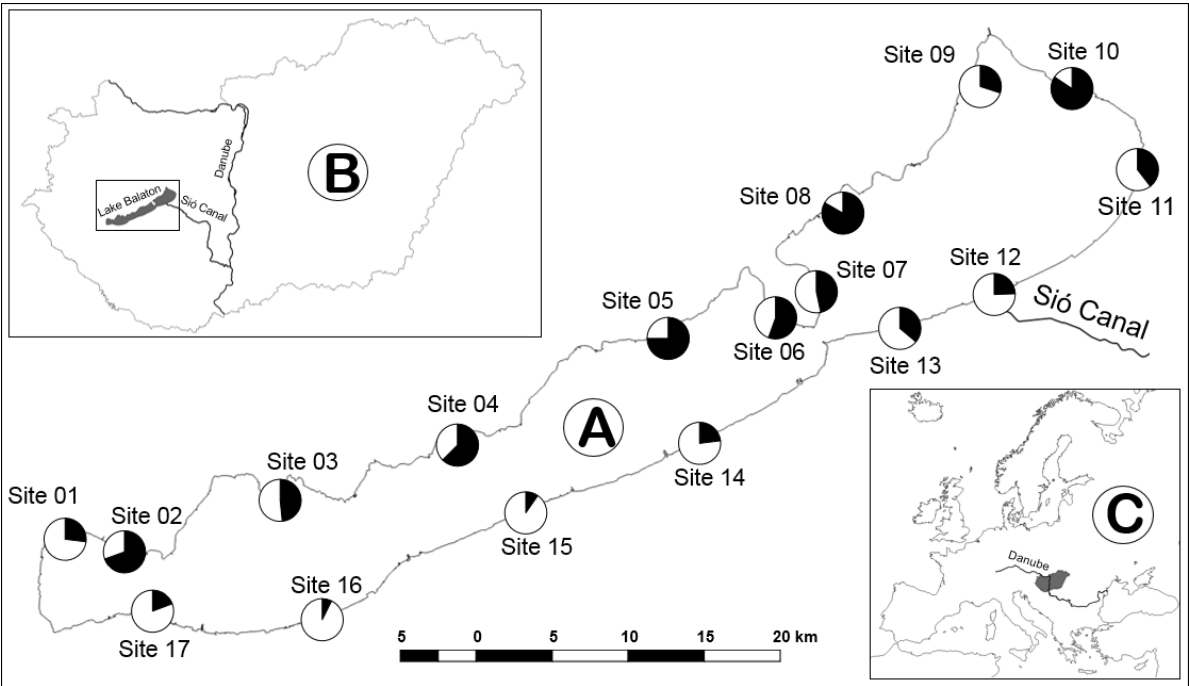 Site 09
Site 10
B
Danube
Lake Balaton
Sió Canal
Site 08
Site 11
Site 07
Site 12
Sió Canal
Site 05
Site 06
Site 13
Site 04
A
Site 03
Site 14
Site 01
Site 02
Site 15
C
Danube
Site 16
Site 17
5 0 5 10 15 20 km